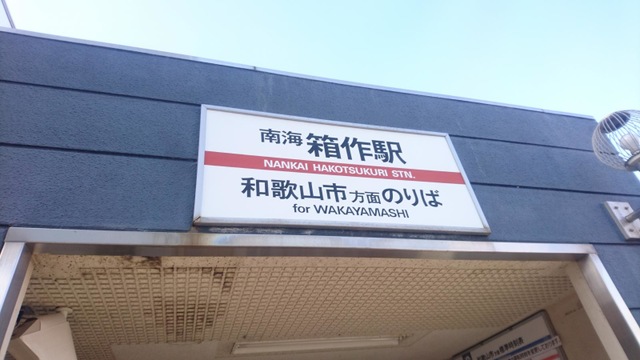 南海 箱作駅
NANKAI HAKOTSUKURI STN.
和歌山市 方面 のりば
for WAKAYAMASHI